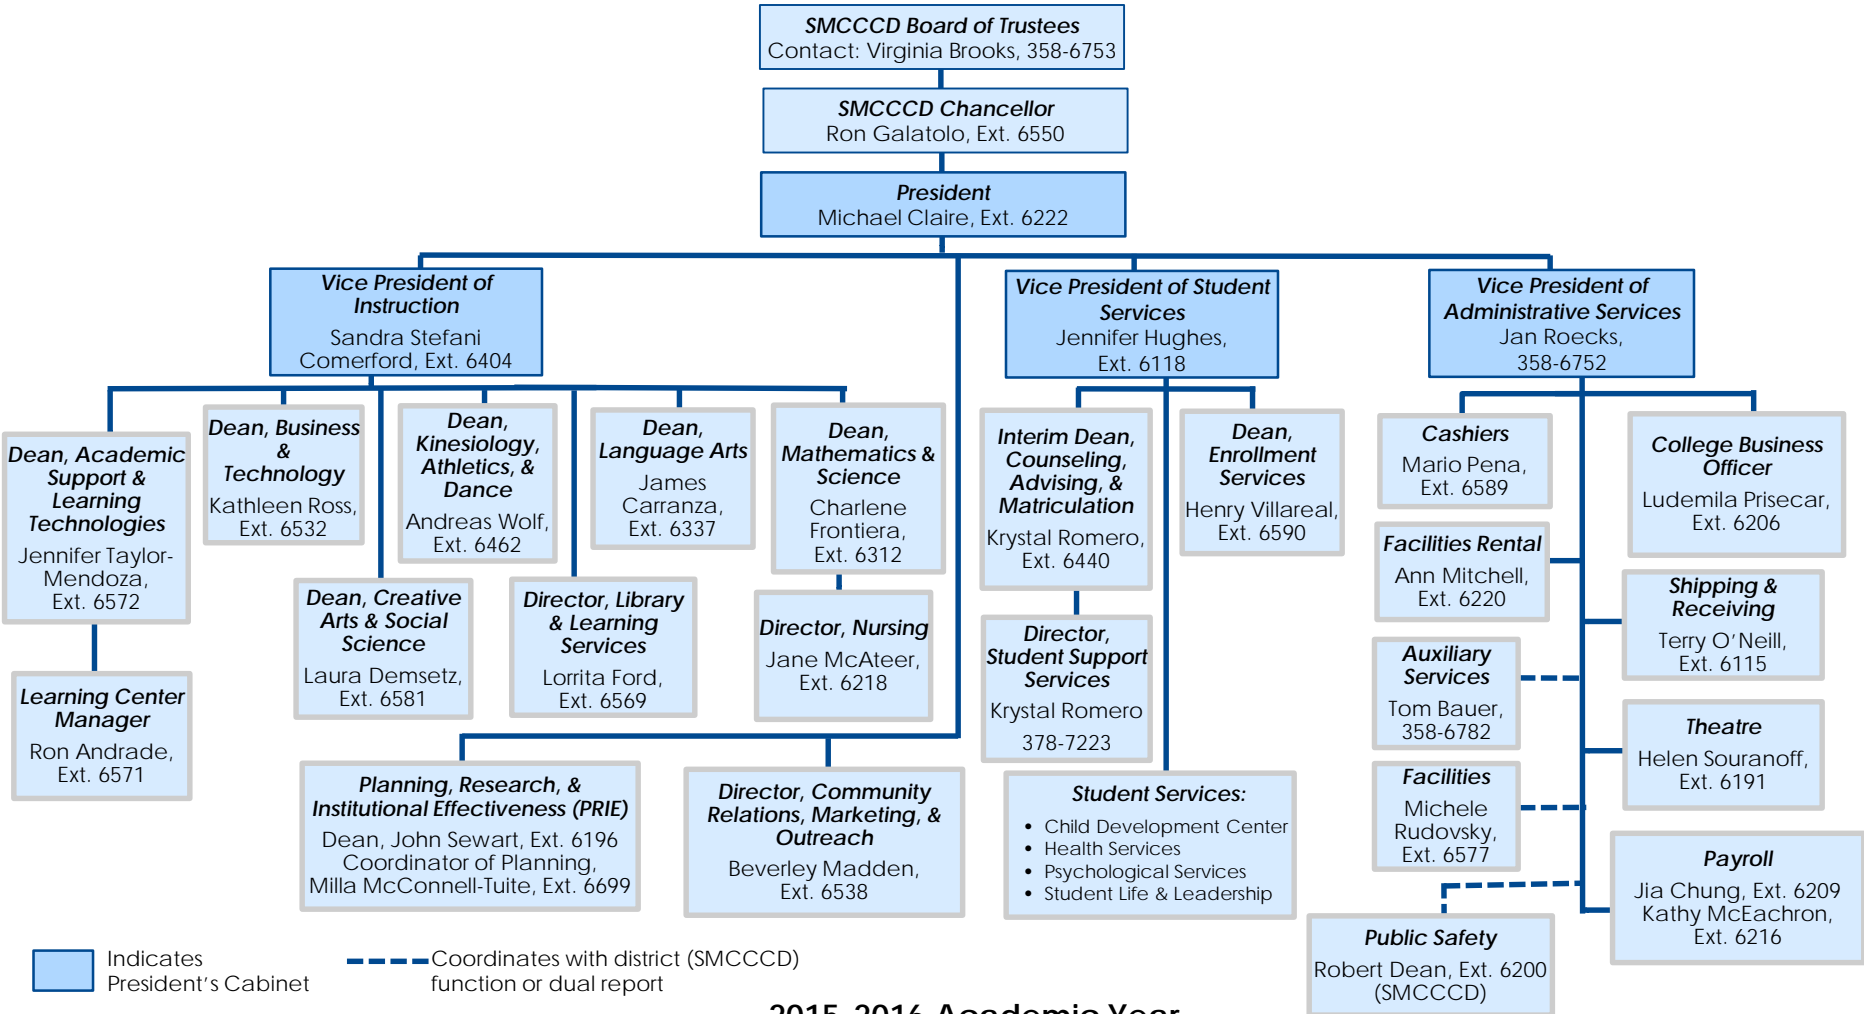 SMCCCD Board of Trustees
Contact: Virginia Brooks, 358-6753
SMCCCD Chancellor
Ron Galatolo, Ext. 6550
President
Michael Claire, Ext. 6222
Vice President of
Instruction
Sandra Stefani
Comerford, Ext. 6404
Vice President of Student
Services
Jennifer Hughes,
Ext. 6118
Vice President of
Administrative Services
Jan Roecks,
358-6752
Dean, Academic
Support &
Learning
Technologies
Jennifer Taylor-
Mendoza,
Ext. 6572
Dean, Business
&
Technology
Kathleen Ross,
Ext. 6532
Dean,
Kinesiology,
Athletics, &
Dance
Andreas Wolf,
Ext. 6462
Dean,
Language Arts
James
Carranza,
Ext. 6337
Dean,
Mathematics &
Science
Charlene
Frontiera,
Ext. 6312
Interim Dean,
Counseling,
Advising, &
Matriculation
Krystal Romero,
Ext. 6440
Dean,
Enrollment
Services
Henry Villareal,
Ext. 6590
Cashiers
Mario Pena,
Ext. 6589
College Business
Officer
Ludemila Prisecar,
Ext. 6206
Facilities Rental
Ann Mitchell,
Ext. 6220
Shipping &
Receiving
Terry O’Neill,
Ext. 6115
Dean, Creative
Arts & Social
Science
Laura Demsetz,
Ext. 6581
Director, Library
& Learning
Services
Lorrita Ford,
Ext. 6569
Director, Nursing
Jane McAteer,
Ext. 6218
Director,
Student Support
Services
Krystal Romero
378-7223
Auxiliary
Services
Tom Bauer,
358-6782
Theatre
Helen Souranoff,
Ext. 6191
Learning Center
Manager
Ron Andrade,
Ext. 6571
Planning, Research, &
Institutional Effectiveness (PRIE)
Dean, John Sewart, Ext. 6196
Coordinator of Planning,
Milla McConnell-Tuite, Ext. 6699
Director, Community
Relations, Marketing, &
Outreach
Beverley Madden,
Ext. 6538
Student Services:
• Child Development Center
• Health Services
• Psychological Services
• Student Life & Leadership
Facilities
Michele
Rudovsky,
Ext. 6577
Payroll
Jia Chung, Ext. 6209
Kathy McEachron,
Ext. 6216
Public Safety
Robert Dean, Ext. 6200
(SMCCCD)
Indicates
President’s Cabinet
Coordinates with district (SMCCCD)
function or dual report
2015-2016 Academic Year